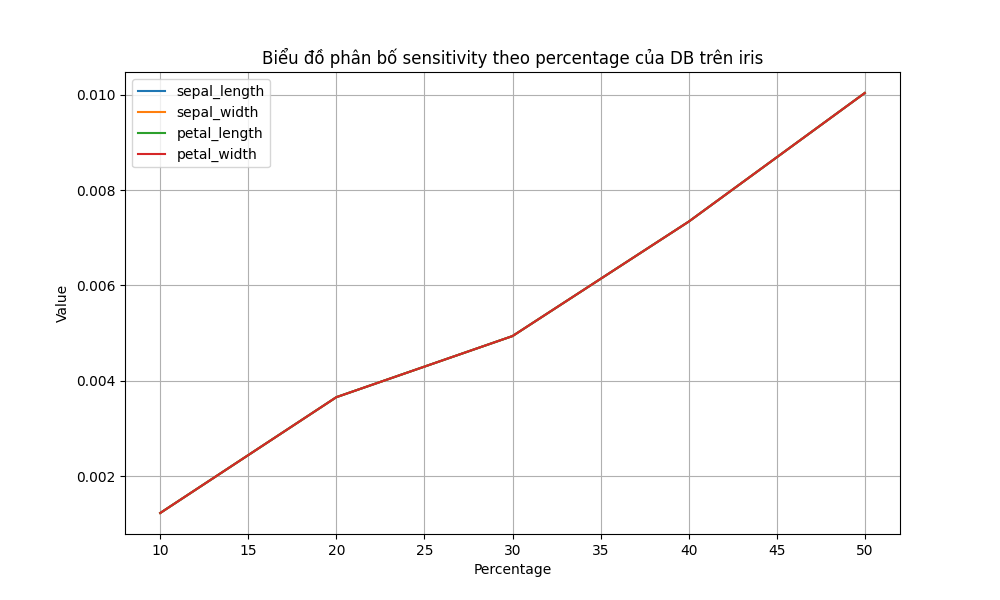 Biểu đồ phân bố sensitivity theo percentage của DB trên iris
sepal_length
sepal_width
petal_length
petal_width
0.010
0.008
0.006
0.004
0.002
Value
10 15 20 25 30 35 40 45 50
Percentage